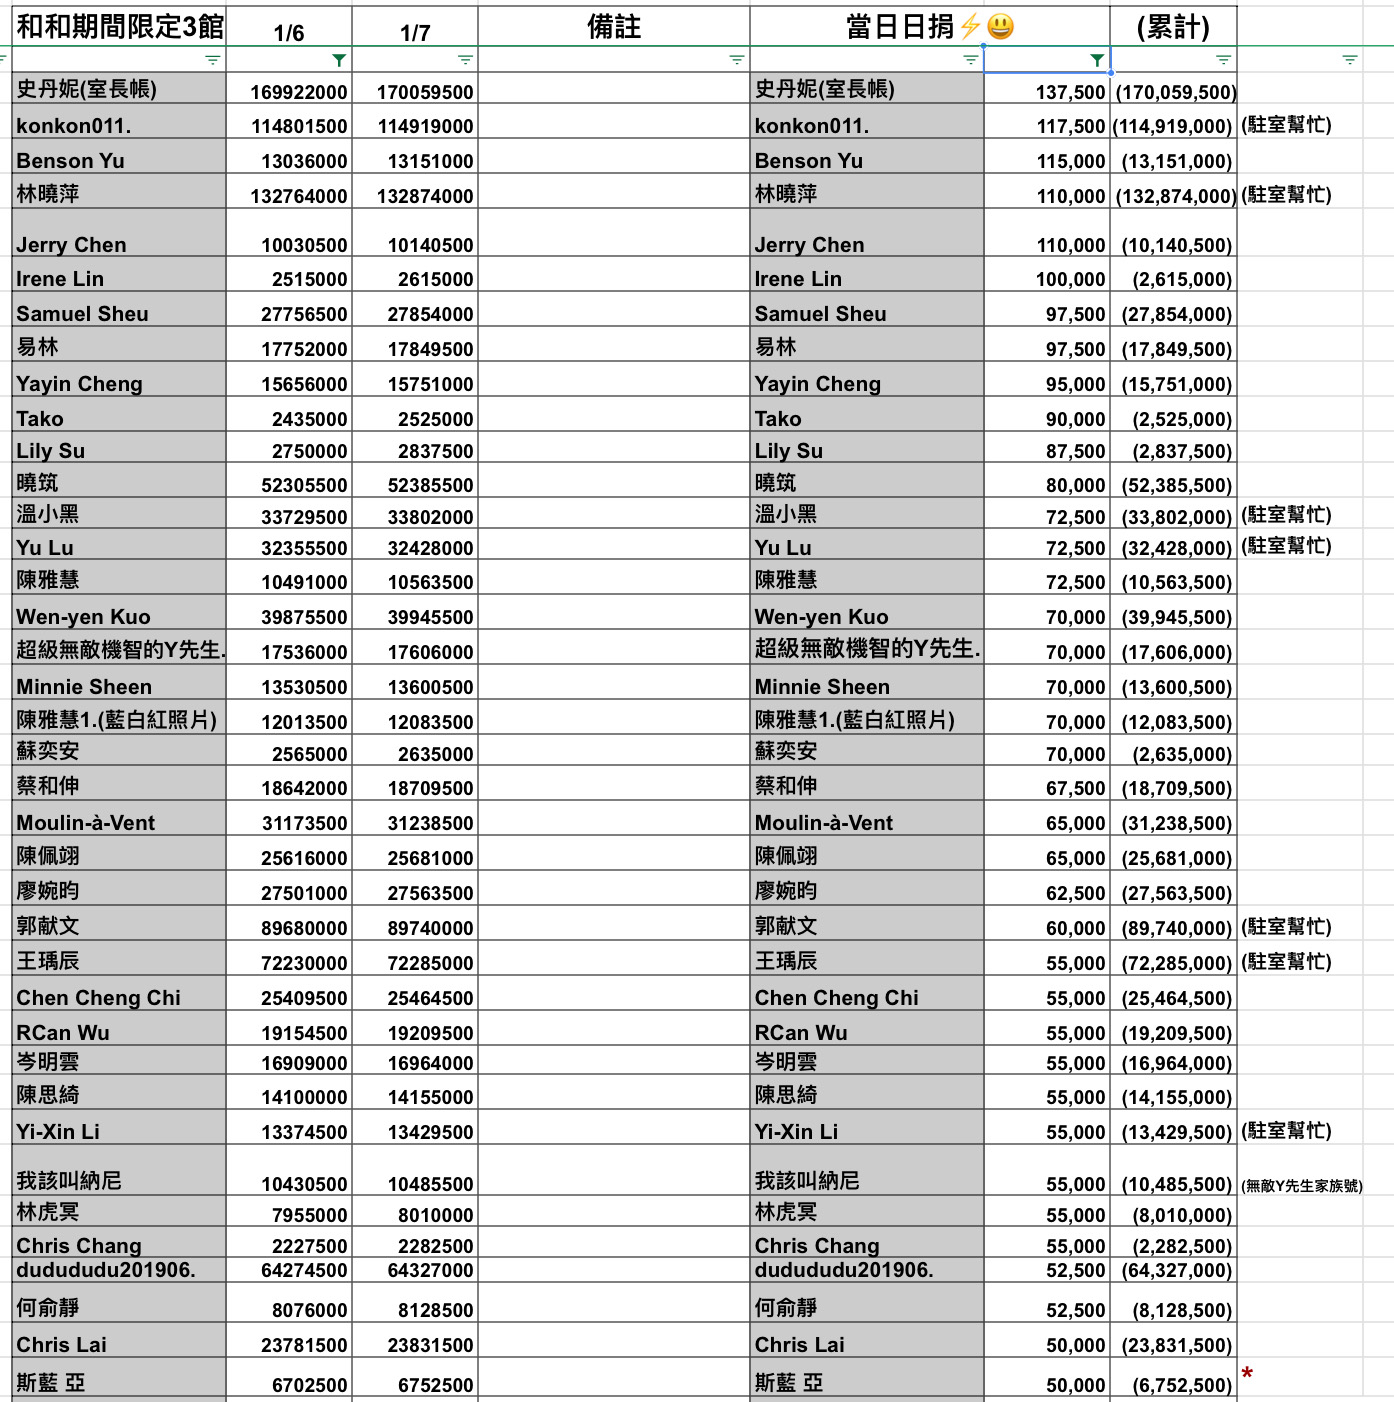 和和期間限定3館 1/6 1/7 備註 當日日捐⚡😃 (累計)
史丹妮(室長帳) 169922000 170059500 史丹妮(室長帳) 137,500 (170,059,500)
konkon011. 114801500 114919000 konkon011. 117,500 (114,919,000) (駐室幫忙)
Benson Yu 13036000 13151000 Benson Yu 115,000 (13,151,000)
林曉萍 132764000 132874000 林曉萍 110,000 (132,874,000) (駐室幫忙)
Jerry Chen 10030500 10140500 Jerry Chen 110,000 (10,140,500)
Irene Lin 2515000 2615000 Irene Lin 100,000 (2,615,000)
Samuel Sheu 27756500 27854000 Samuel Sheu 97,500 (27,854,000)
易林 17752000 17849500 易林 97,500 (17,849,500)
Yayin Cheng 15656000 15751000 Yayin Cheng 95,000 (15,751,000)
Tako 2435000 2525000 Tako 90,000 (2,525,000)
Lily Su 2750000 2837500 Lily Su 87,500 (2,837,500)
曉筑 52305500 52385500 曉筑 80,000 (52,385,500)
溫小黑 33729500 33802000 溫小黑 72,500 (33,802,000) (駐室幫忙)
Yu Lu 32355500 32428000 Yu Lu 72,500 (32,428,000) (駐室幫忙)
陳雅慧 10491000 10563500 陳雅慧 72,500 (10,563,500)
Wen-yen Kuo 39875500 39945500 Wen-yen Kuo 70,000 (39,945,500)
超級無敵機智的Y先生. 17536000 17606000 超級無敵機智的Y先生. 70,000 (17,606,000)
Minnie Sheen 13530500 13600500 Minnie Sheen 70,000 (13,600,500)
陳雅慧1.(藍白紅照片) 12013500 12083500 陳雅慧1.(藍白紅照片) 70,000 (12,083,500)
蘇奕安 2565000 2635000 蘇奕安 70,000 (2,635,000)
蔡和伸 18642000 18709500 蔡和伸 67,500 (18,709,500)
Moulin-à-Vent 31173500 31238500 Moulin-à-Vent 65,000 (31,238,500)
陳佩翊 25616000 25681000 陳佩翊 65,000 (25,681,000)
廖婉昀 27501000 27563500 廖婉昀 62,500 (27,563,500)
郭献文 89680000 89740000 郭献文 60,000 (89,740,000) (駐室幫忙)
王瑀辰 72230000 72285000 王瑀辰 55,000 (72,285,000) (駐室幫忙)
Chen Cheng Chi 25409500 25464500 Chen Cheng Chi 55,000 (25,464,500)
RCan Wu 19154500 19209500 RCan Wu 55,000 (19,209,500)
岑明雲 16909000 16964000 岑明雲 55,000 (16,964,000)
陳思綺 14100000 14155000 陳思綺 55,000 (14,155,000)
Yi-Xin Li 13374500 13429500 Yi-Xin Li 55,000 (13,429,500) (駐室幫忙)
我該叫納尼 10430500 10485500 我該叫納尼 55,000 (10,485,500) (無敵Y先生家族號)
林虎冥 7955000 8010000 林虎冥 55,000 (8,010,000)
Chris Chang 2227500 2282500 Chris Chang 55,000 (2,282,500)
dudududu201906. 64274500 64327000 dudududu201906. 52,500 (64,327,000)
何俞靜 8076000 8128500 何俞靜 52,500 (8,128,500)
Chris Lai 23781500 23831500 Chris Lai 50,000 (23,831,500)
斯藍 亞 6702500 6752500 斯藍 亞 50,000 (6,752,500) *